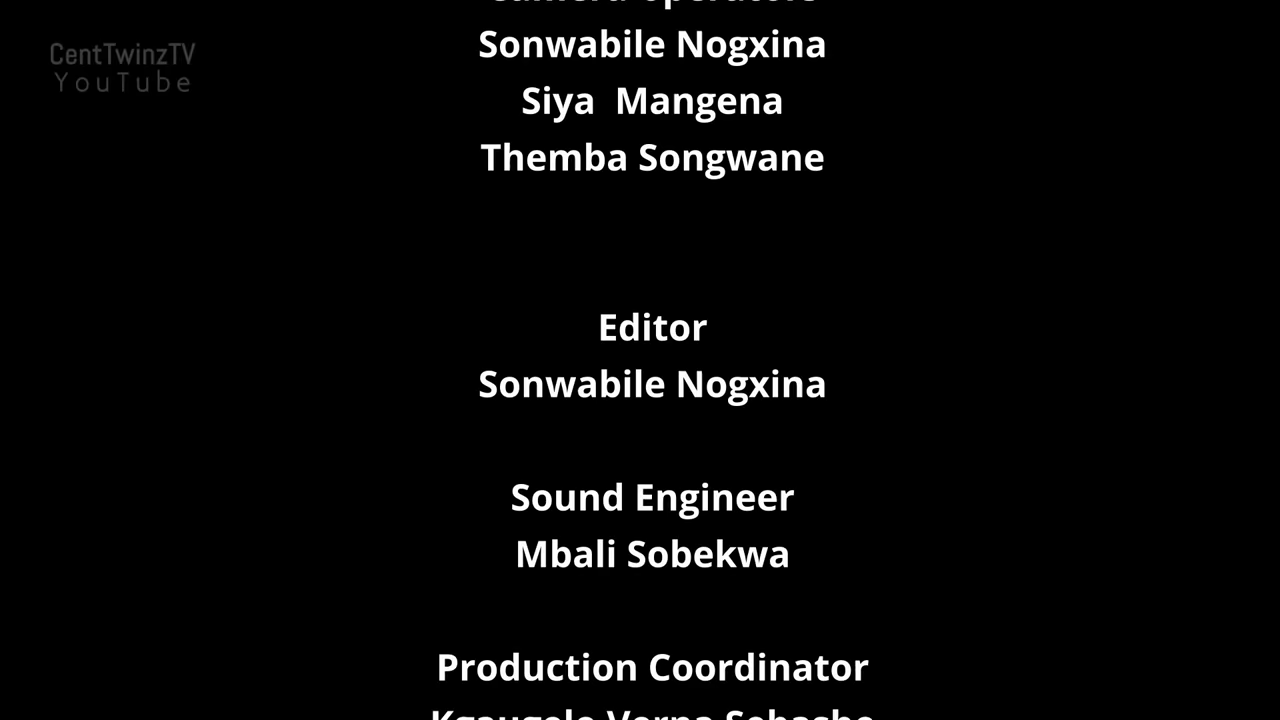 CentTwinzTV
YouTube
Sonwabile Nogxina
Siya Mangena
Themba Songwane
Editor
Sonwabile Nogxina
Sound Engineer
Mbali Sobekwa
Production Coordinator